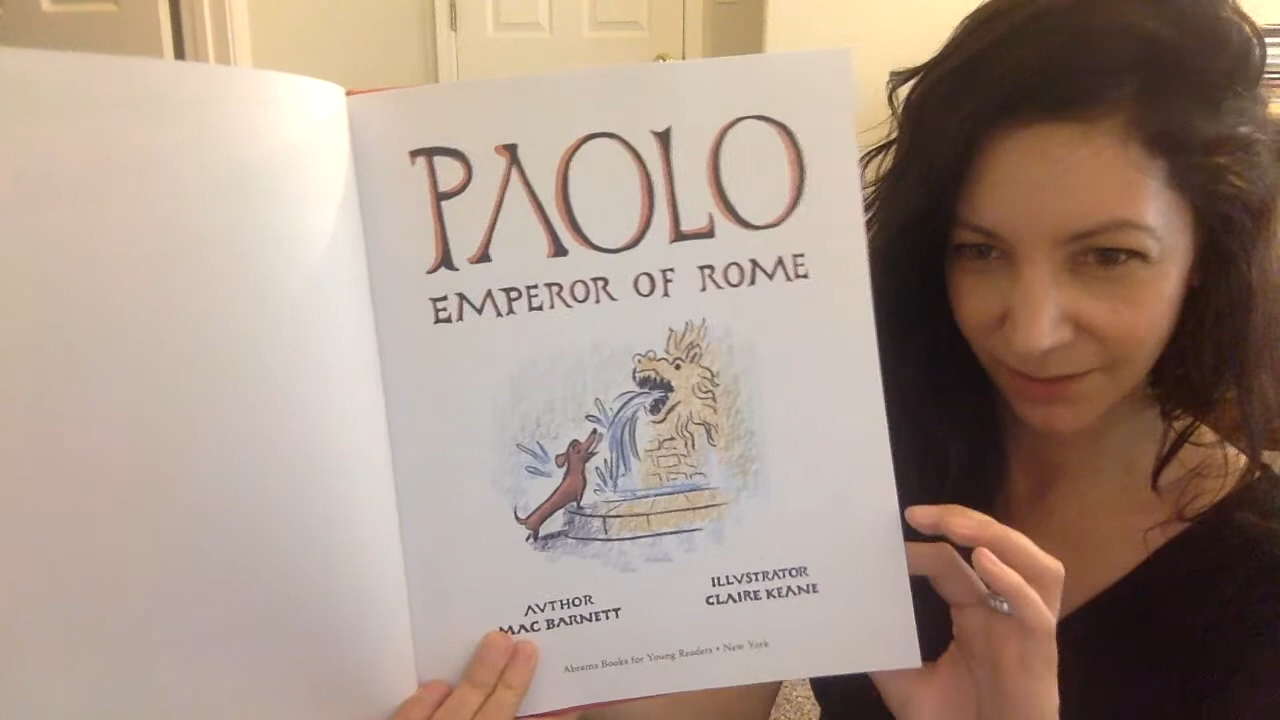 PAOLO
EMPEROR OF ROME
AVTHOR
MAC BARNETT
ILLVSTRATOR
CLAIRE KEANE
Abrams Books for Young Readers • New York